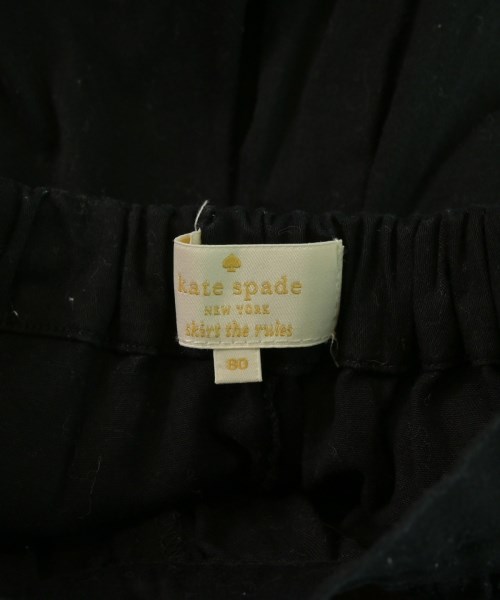 kate spade
NEW YORK
skirt the rules
80